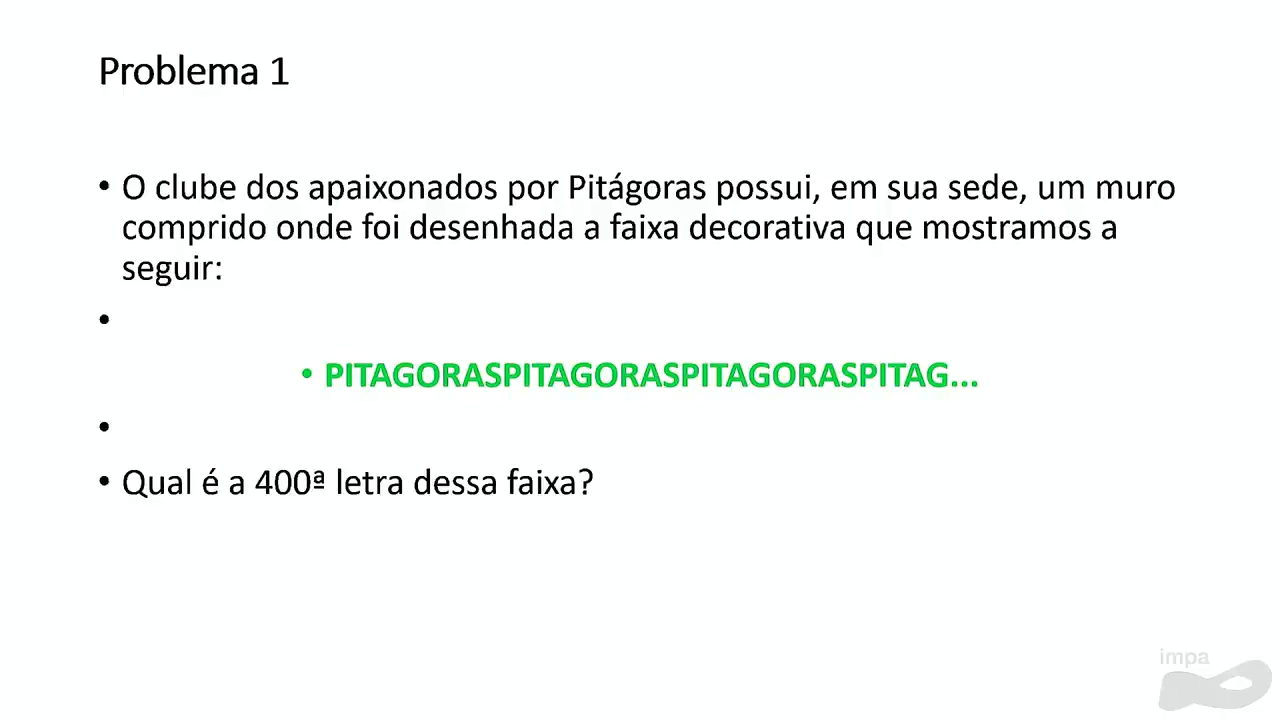 Problema 1
• O clube dos apaixonados por Pitágoras possui, em sua sede, um muro
comprido onde foi desenhada a faixa decorativa que mostramos a
seguir:
•
• PITAGORASPITAGORASPITAGORASPITAG...
•
• Qual é a 400ª letra dessa faixa?
impa